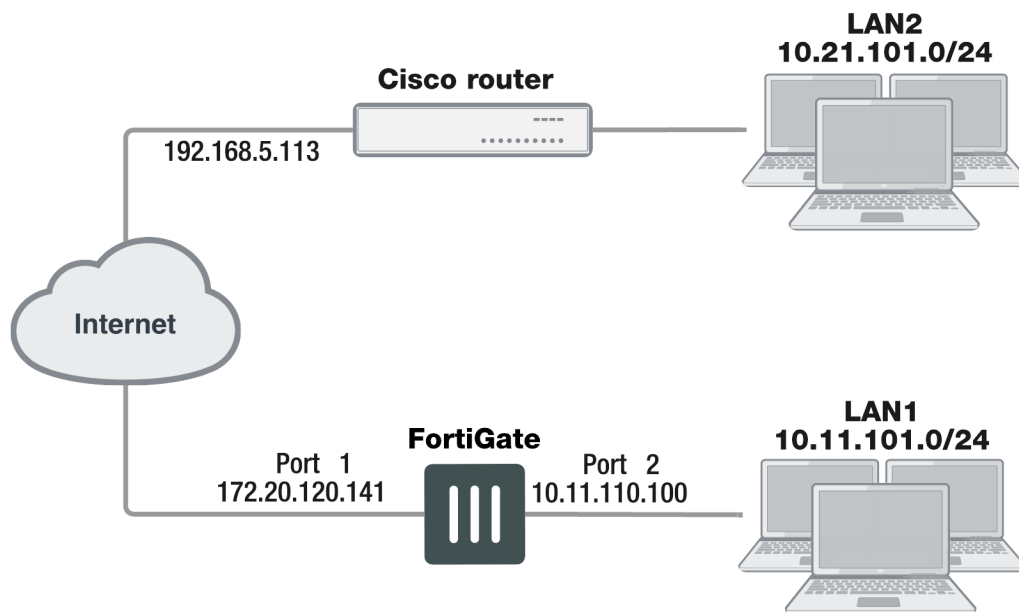 LAN2
10.21.101.0/24
Cisco router
192.168.5.113
Internet
LAN1
10.11.101.0/24
FortiGate
Port 1
172.20.120.141
Port 2
10.11.110.100